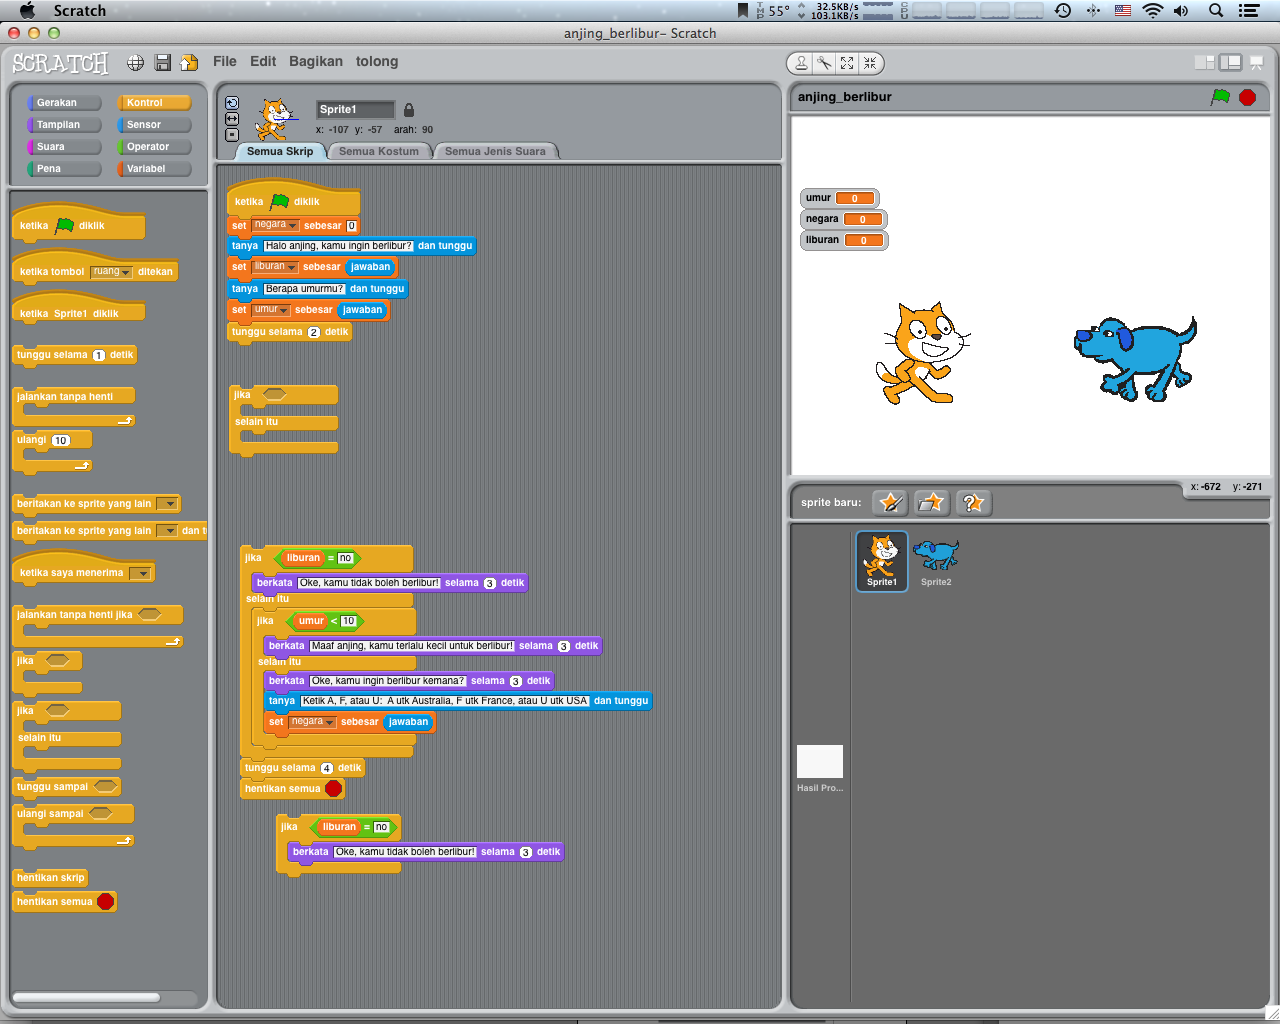 Scratch
TMP 55° 32.5KB/s 103.1KB/s CPU
anjing_berlibur- Scratch
SCRATCH File Edit Bagikan tolong
Gerakan Kontrol
Tampilan Sensor
Suara Operator
Pena Variabel
Sprite1
x: -107 y: -57 arah: 90
Semua Skrip Semua Kostum Semua Jenis Suara
ketika diklik
ketika tombol ruang ditekan
ketika Sprite1 diklik
tunggu selama 1 detik
jalankan tanpa henti
ulangi 10
beritakan ke sprite yang lain
beritakan ke sprite yang lain dan tu
ketika saya menerima
jalankan tanpa henti jika
jika
jika
selain itu
tunggu sampai
ulangi sampai
hentikan skrip
hentikan semua
ketika diklik
set negara sebesar 0
tanya Halo anjing, kamu ingin berlibur? dan tunggu
set liburan sebesar jawaban
tanya Berapa umurmu? dan tunggu
set umur sebesar jawaban
tunggu selama 2 detik
jika
selain itu
jika liburan = no
berkata Oke, kamu tidak boleh berlibur! selama 3 detik
selain itu
jika umur < 10
berkata Maaf anjing, kamu terlalu kecil untuk berlibur! selama 3 detik
selain itu
berkata Oke, kamu ingin berlibur kemana? selama 3 detik
tanya Ketik A, F, atau U: A utk Australia, F utk France, atau U utk USA dan tunggu
set negara sebesar jawaban
tunggu selama 4 detik
hentikan semua
jika liburan = no
berkata Oke, kamu tidak boleh berlibur! selama 3 detik
anjing_berlibur
umur 0
negara 0
liburan 0
x: -672 y: -271
sprite baru:
Sprite1 Sprite2
Hasil Pro...